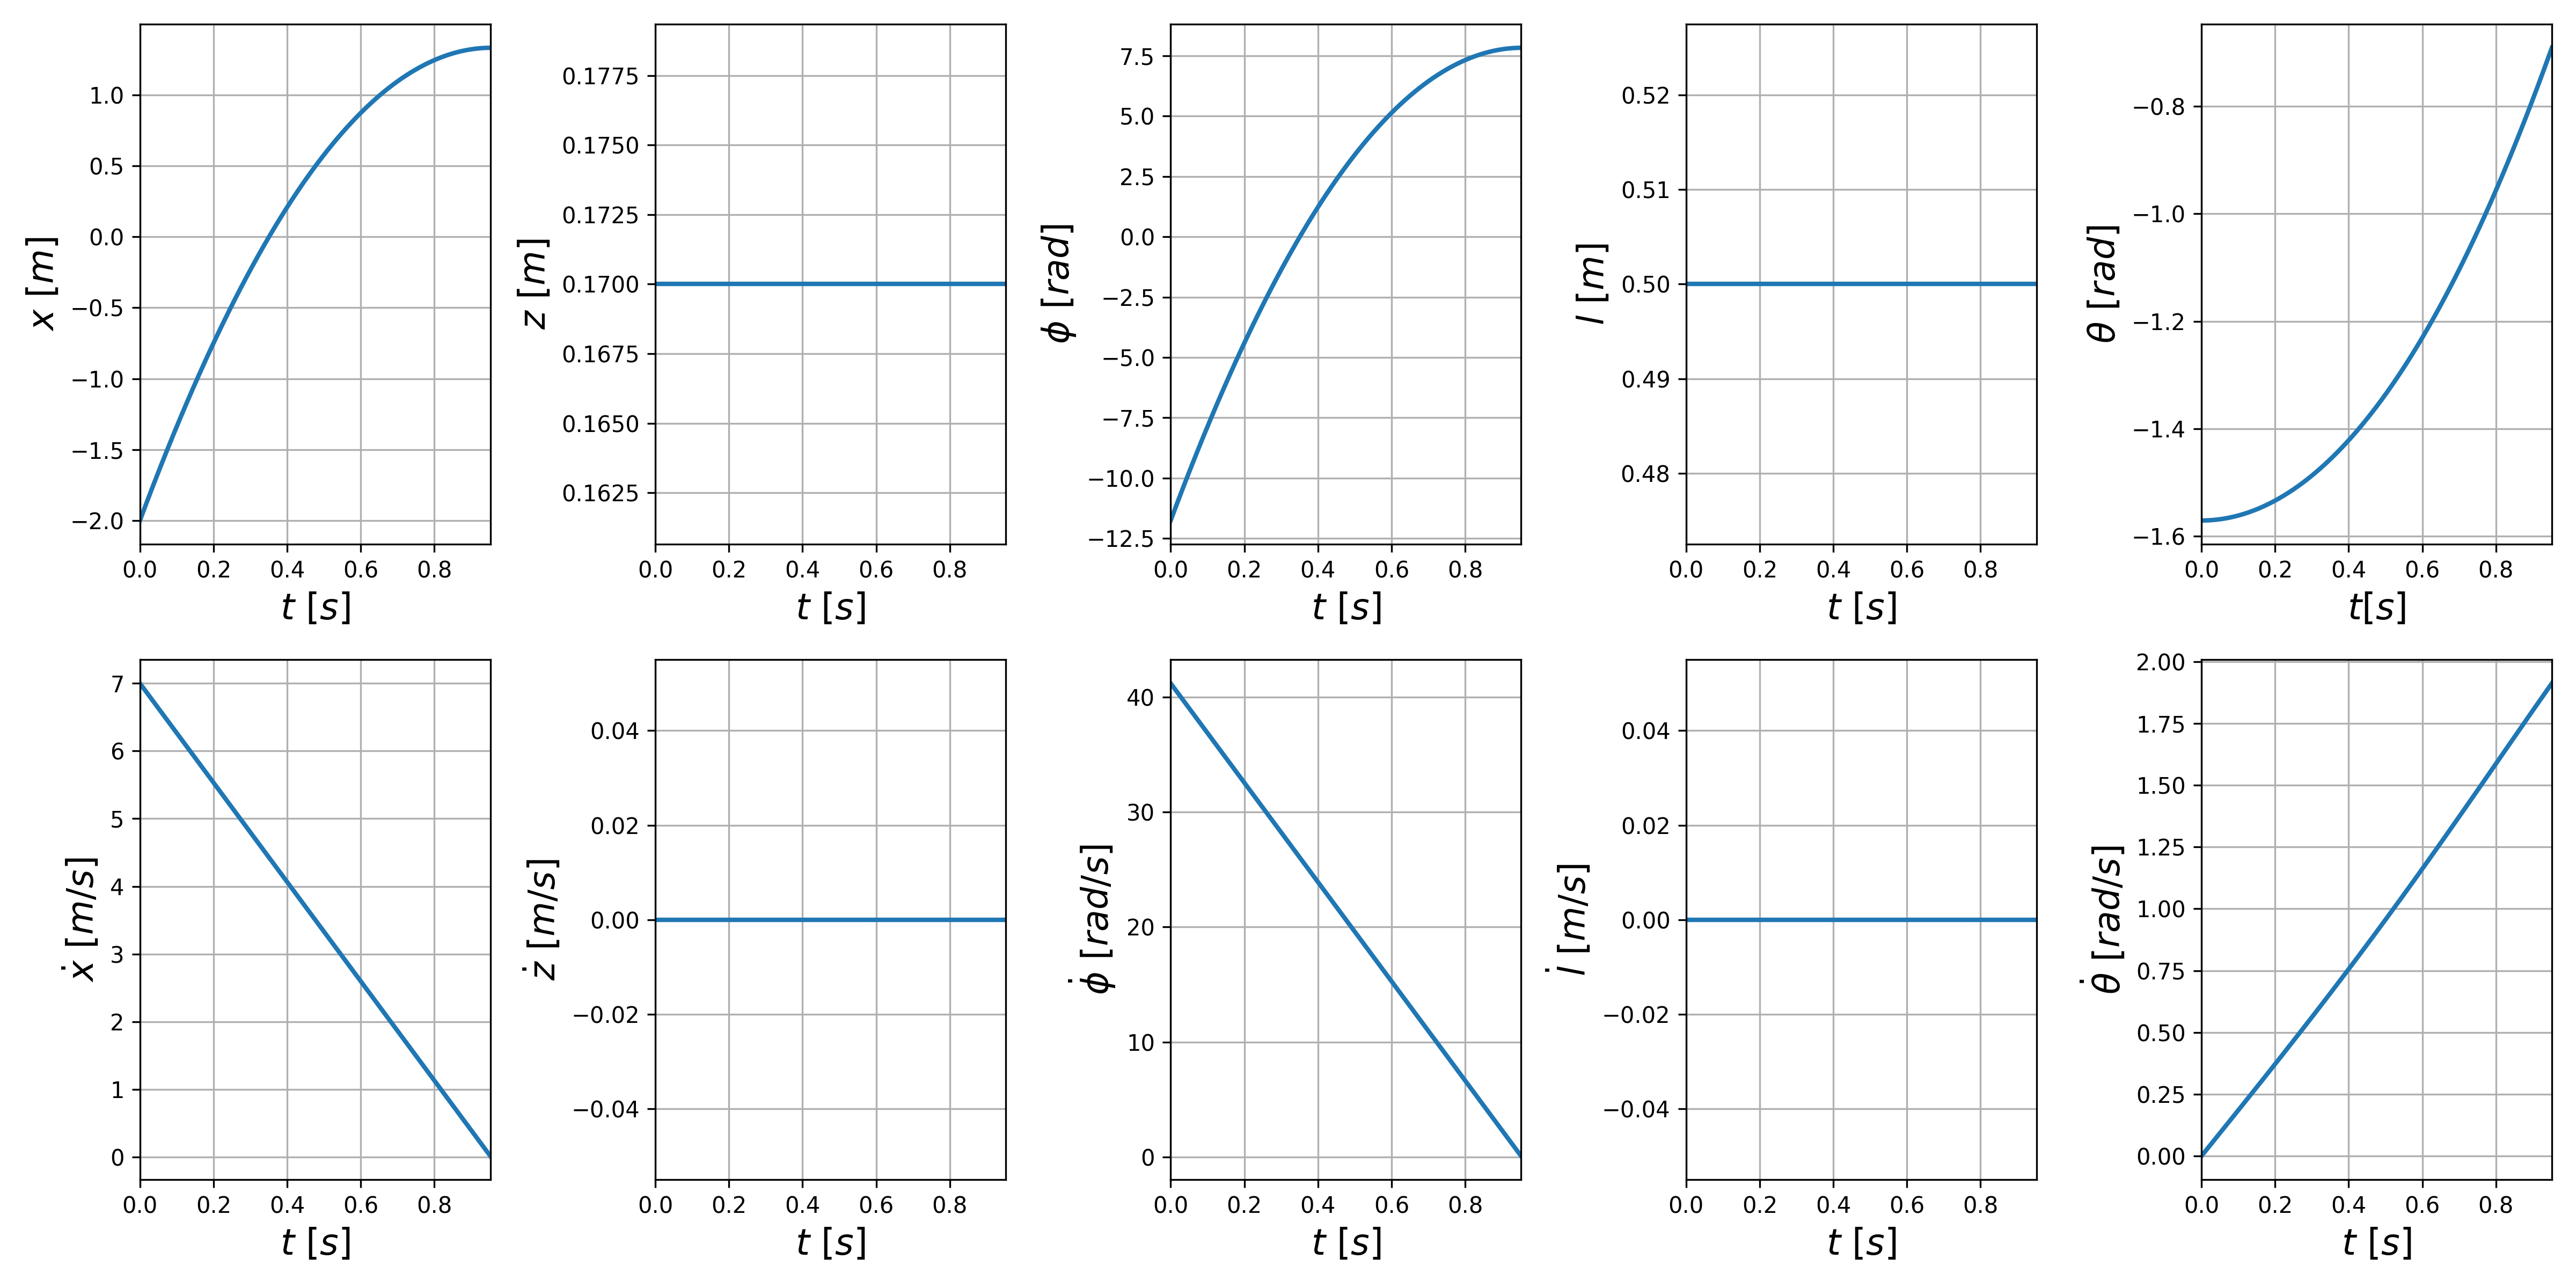 x [m]
1.0
0.5
0.0
−0.5
−1.0
−1.5
−2.0
0.0 0.2 0.4 0.6 0.8
t [s]
z [m]
0.1775
0.1750
0.1725
0.1700
0.1675
0.1650
0.1625
0.0 0.2 0.4 0.6 0.8
t [s]
ϕ [rad]
7.5
5.0
2.5
0.0
−2.5
−5.0
−7.5
−10.0
−12.5
0.0 0.2 0.4 0.6 0.8
t [s]
l [m]
0.52
0.51
0.50
0.49
0.48
0.0 0.2 0.4 0.6 0.8
t [s]
θ [rad]
−0.8
−1.0
−1.2
−1.4
−1.6
0.0 0.2 0.4 0.6 0.8
t[s]
ẋ [m/s]
7
6
5
4
3
2
1
0
0.0 0.2 0.4 0.6 0.8
t [s]
ż [m/s]
0.04
0.02
0.00
−0.02
−0.04
0.0 0.2 0.4 0.6 0.8
t [s]
ϕ̇ [rad/s]
40
30
20
10
0
0.0 0.2 0.4 0.6 0.8
t [s]
l̇ [m/s]
0.04
0.02
0.00
−0.02
−0.04
0.0 0.2 0.4 0.6 0.8
t [s]
θ̇ [rad/s]
2.00
1.75
1.50
1.25
1.00
0.75
0.50
0.25
0.00
0.0 0.2 0.4 0.6 0.8
t [s]